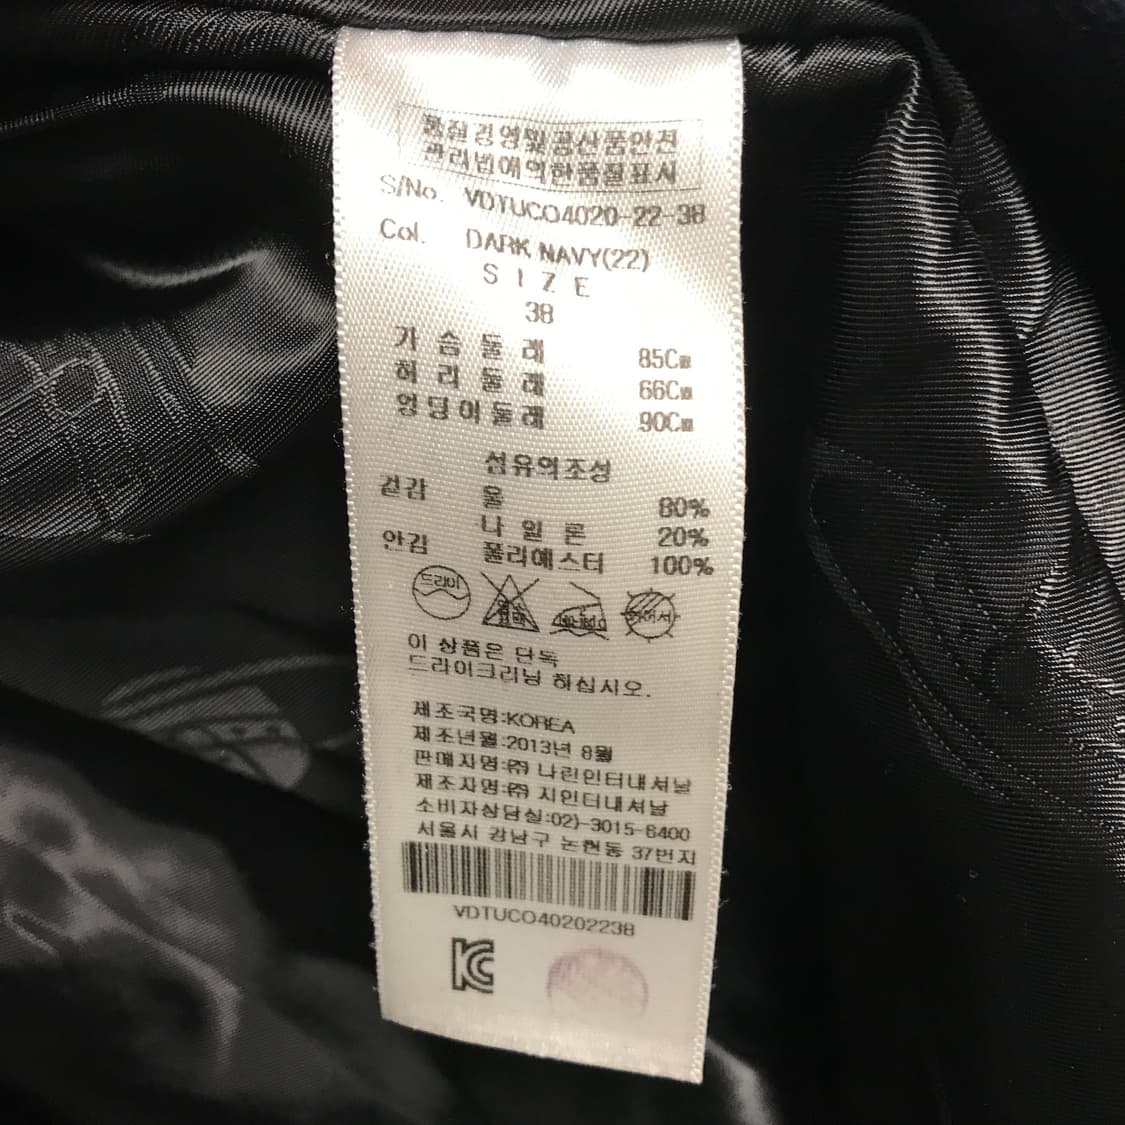 품질경영및공산품안전
관리법에의한품질표시
S/No. VDTUCO4020-22-38
Col. DARK NAVY(22)
SIZE
38
가슴둘레 85Cm
허리둘레 66Cm
엉덩이둘레 90Cm
섬유의조성
겉감 울 80%
나일론 20%
안감 폴리에스터 100%
드라이
이 상품은 단독
드라이크리닝 하십시오.
제조국명:KOREA
제조년월:2013년 8월
판매자명:㈜ 나린인터내셔날
제조자명:㈜ 지인터내셔날
소비자상담실:02)-3015-6400
서울시 강남구 논현동 37번지
VDTUCO40202238
KC